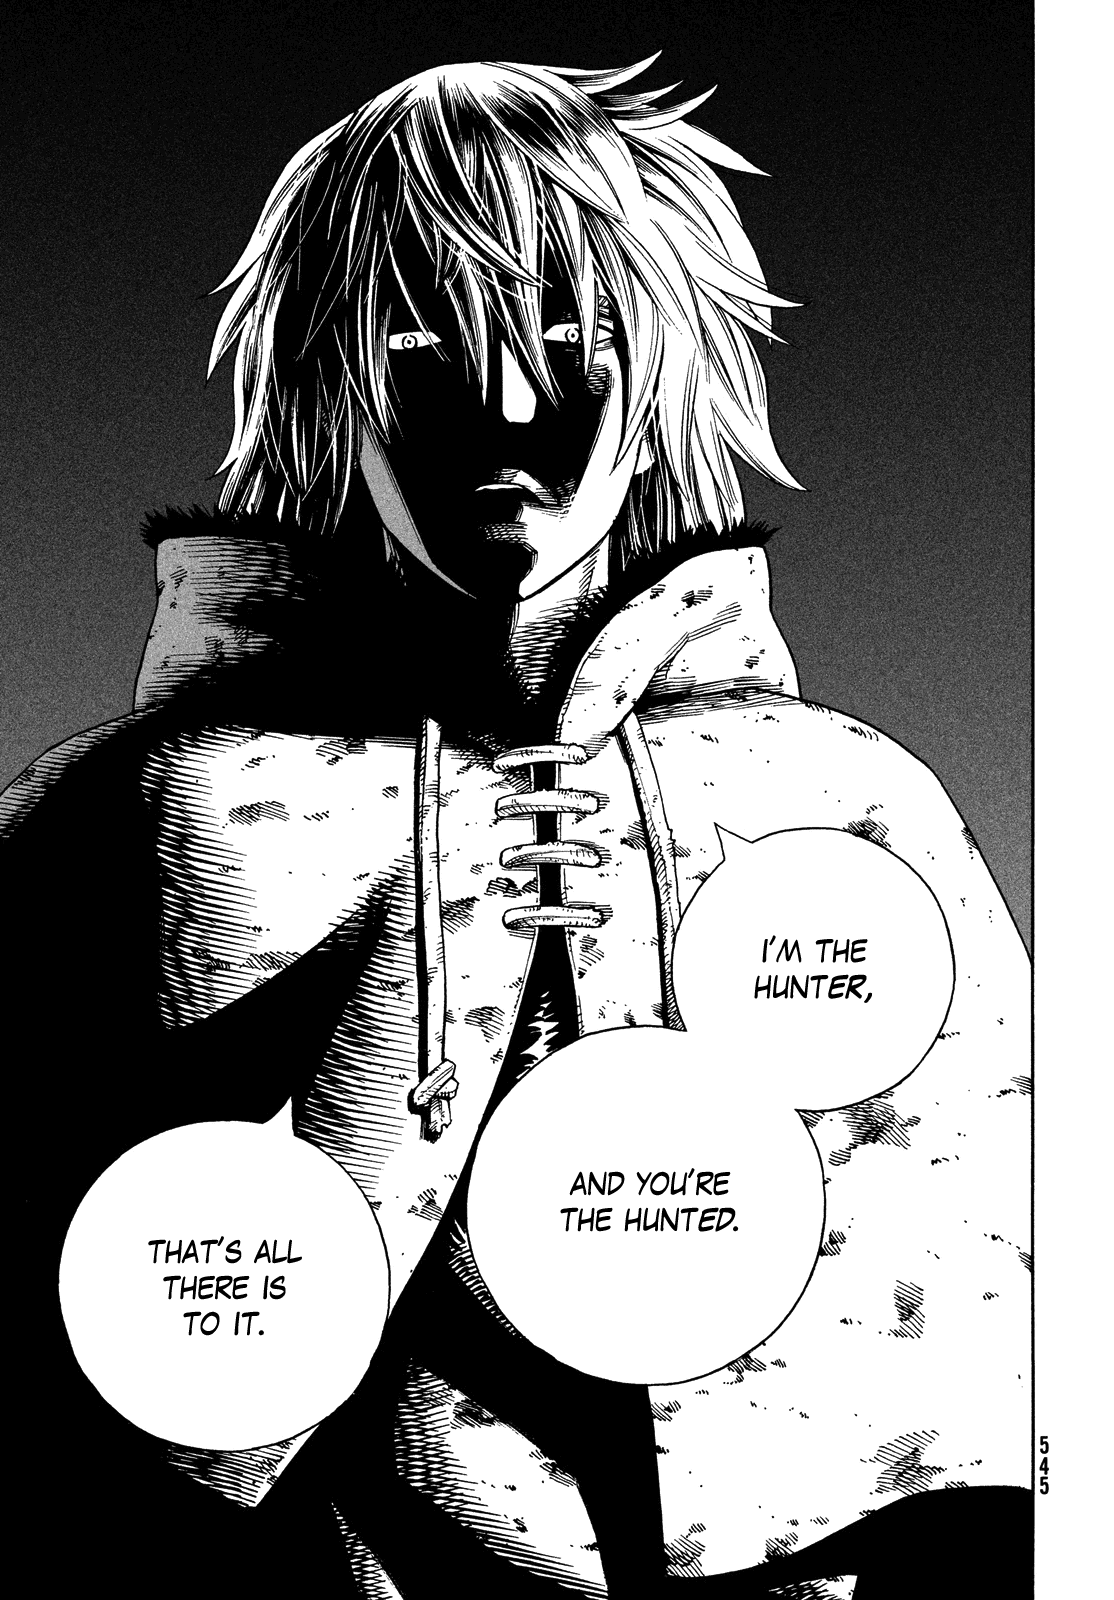 I'M THE
HUNTER,
AND YOU'RE
THE HUNTED.
THAT'S ALL
THERE IS
TO IT.
545